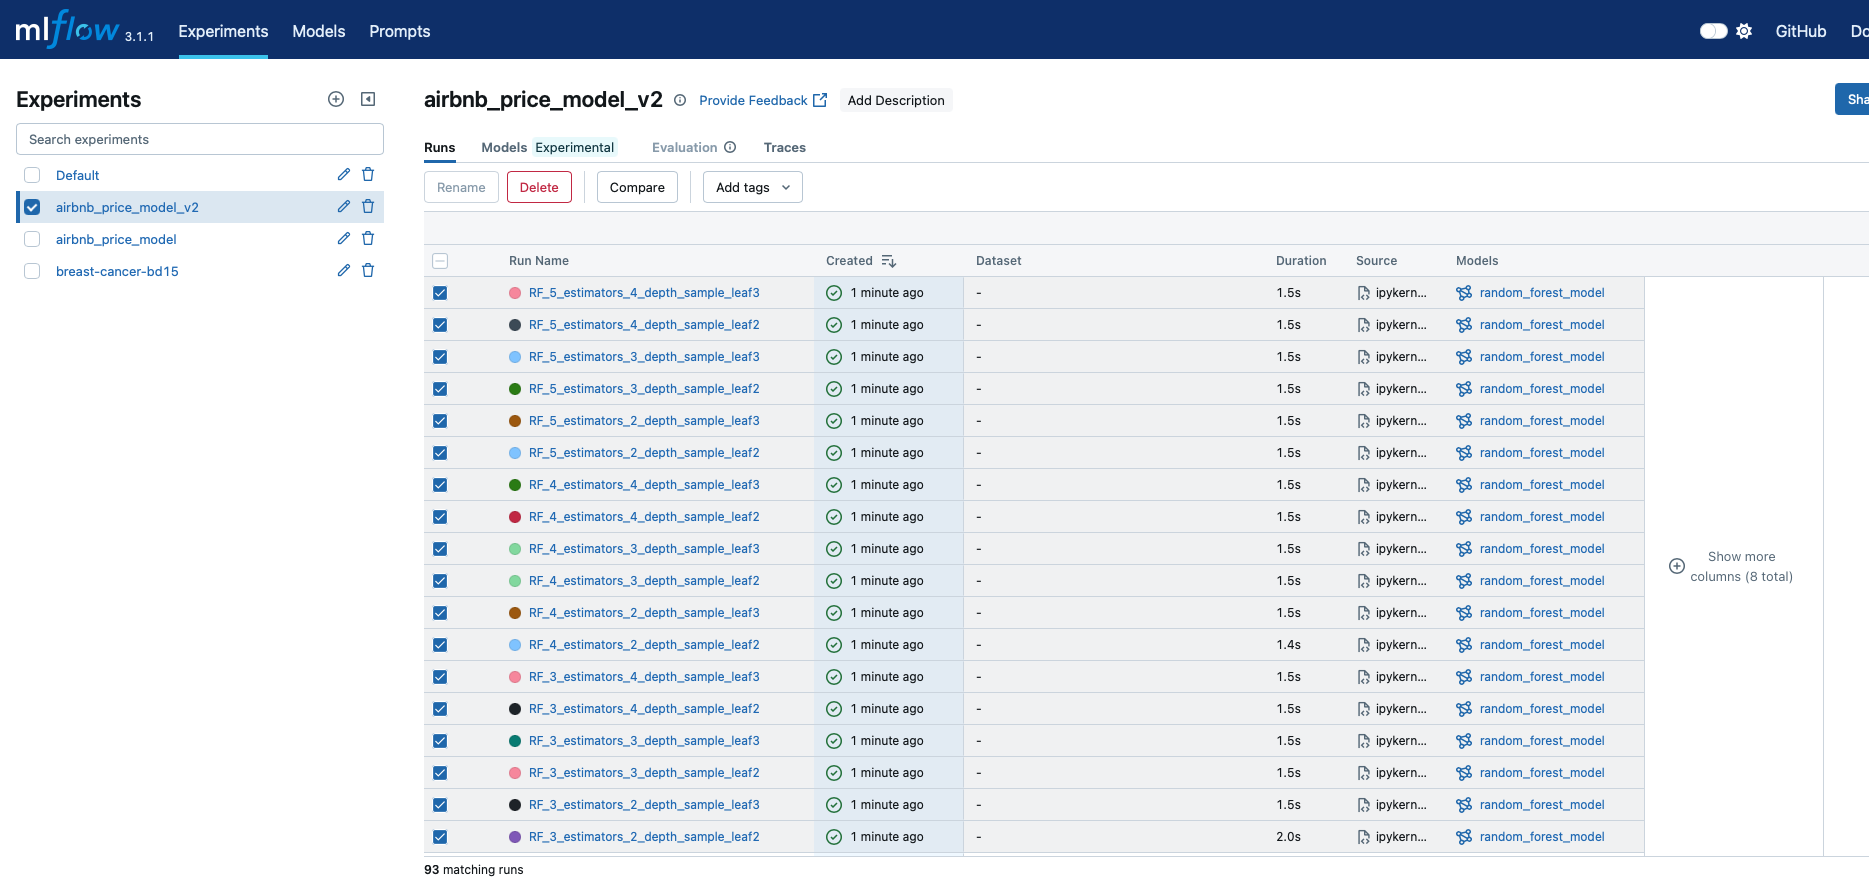 mlflow 3.1.1 Experiments Models Prompts GitHub Do
Experiments
Search experiments
Default
airbnb_price_model_v2
airbnb_price_model
breast-cancer-bd15
airbnb_price_model_v2 Provide Feedback Add Description Sha
Runs Models Experimental Evaluation Traces
Rename Delete Compare Add tags
Run Name Created Dataset Duration Source Models
RF_5_estimators_4_depth_sample_leaf3 1 minute ago - 1.5s ipykern... random_forest_model
RF_5_estimators_4_depth_sample_leaf2 1 minute ago - 1.5s ipykern... random_forest_model
RF_5_estimators_3_depth_sample_leaf3 1 minute ago - 1.5s ipykern... random_forest_model
RF_5_estimators_3_depth_sample_leaf2 1 minute ago - 1.5s ipykern... random_forest_model
RF_5_estimators_2_depth_sample_leaf3 1 minute ago - 1.5s ipykern... random_forest_model
RF_5_estimators_2_depth_sample_leaf2 1 minute ago - 1.5s ipykern... random_forest_model
RF_4_estimators_4_depth_sample_leaf3 1 minute ago - 1.5s ipykern... random_forest_model
RF_4_estimators_4_depth_sample_leaf2 1 minute ago - 1.5s ipykern... random_forest_model
RF_4_estimators_3_depth_sample_leaf3 1 minute ago - 1.5s ipykern... random_forest_model
RF_4_estimators_3_depth_sample_leaf2 1 minute ago - 1.5s ipykern... random_forest_model
RF_4_estimators_2_depth_sample_leaf3 1 minute ago - 1.5s ipykern... random_forest_model
RF_4_estimators_2_depth_sample_leaf2 1 minute ago - 1.4s ipykern... random_forest_model
RF_3_estimators_4_depth_sample_leaf3 1 minute ago - 1.5s ipykern... random_forest_model
RF_3_estimators_4_depth_sample_leaf2 1 minute ago - 1.5s ipykern... random_forest_model
RF_3_estimators_3_depth_sample_leaf3 1 minute ago - 1.5s ipykern... random_forest_model
RF_3_estimators_3_depth_sample_leaf2 1 minute ago - 1.5s ipykern... random_forest_model
RF_3_estimators_2_depth_sample_leaf3 1 minute ago - 1.5s ipykern... random_forest_model
RF_3_estimators_2_depth_sample_leaf2 1 minute ago - 2.0s ipykern... random_forest_model
Show more
columns (8 total)
93 matching runs